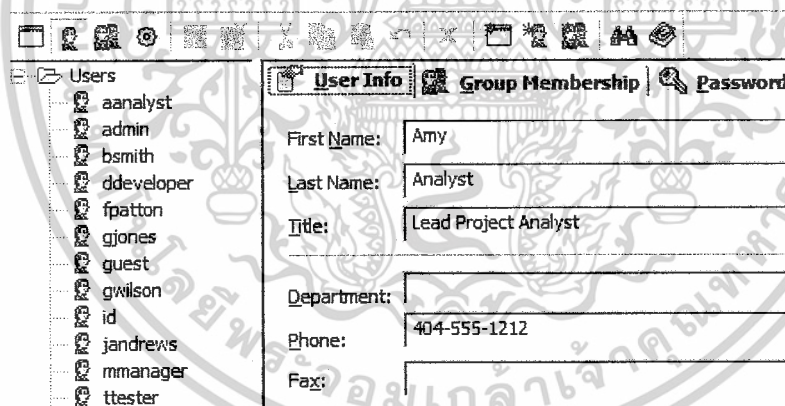 Users
aanalyst
admin
bsmith
ddeveloper
fpatton
gjones
guest
gwilson
id
jandrews
mmanager
ttester
User Info
Group Membership
Password
First Name: Amy
Last Name: Analyst
Title: Lead Project Analyst
Department:
Phone: 404-555-1212
Fax: